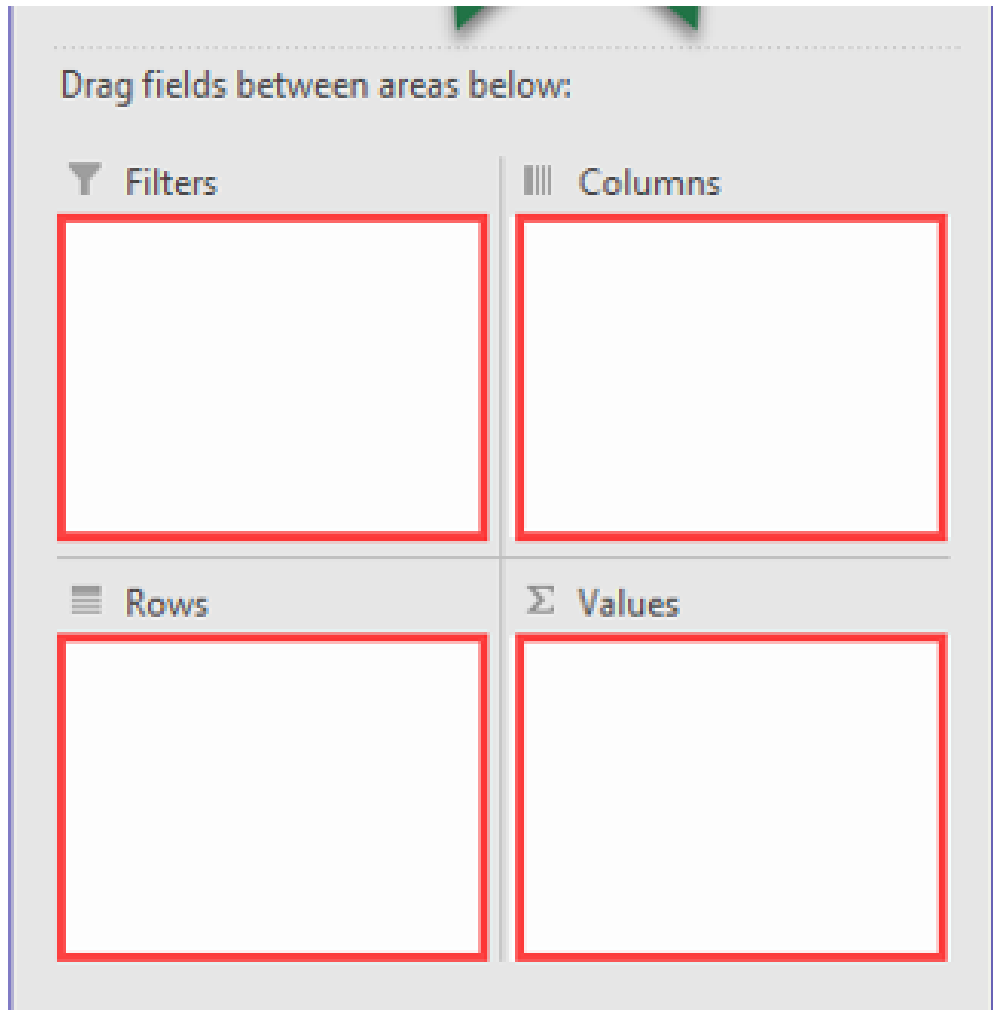 Drag fields between areas below:
Filters
Columns
Rows
Σ Values